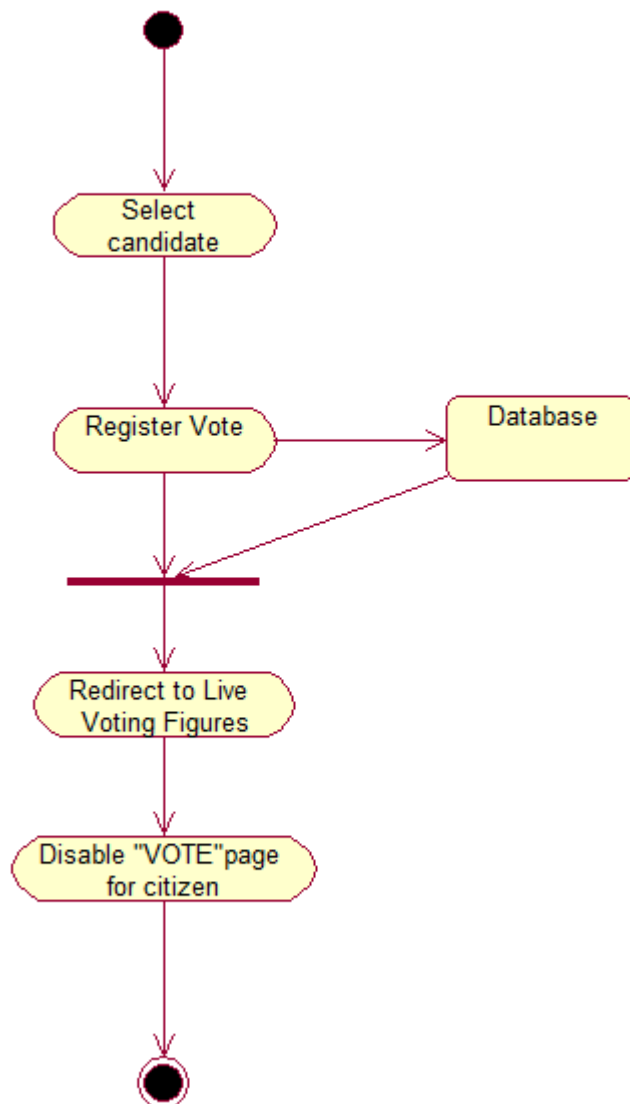 Select
candidate
Register Vote
Database
Redirect to Live
Voting Figures
Disable "VOTE"page
for citizen